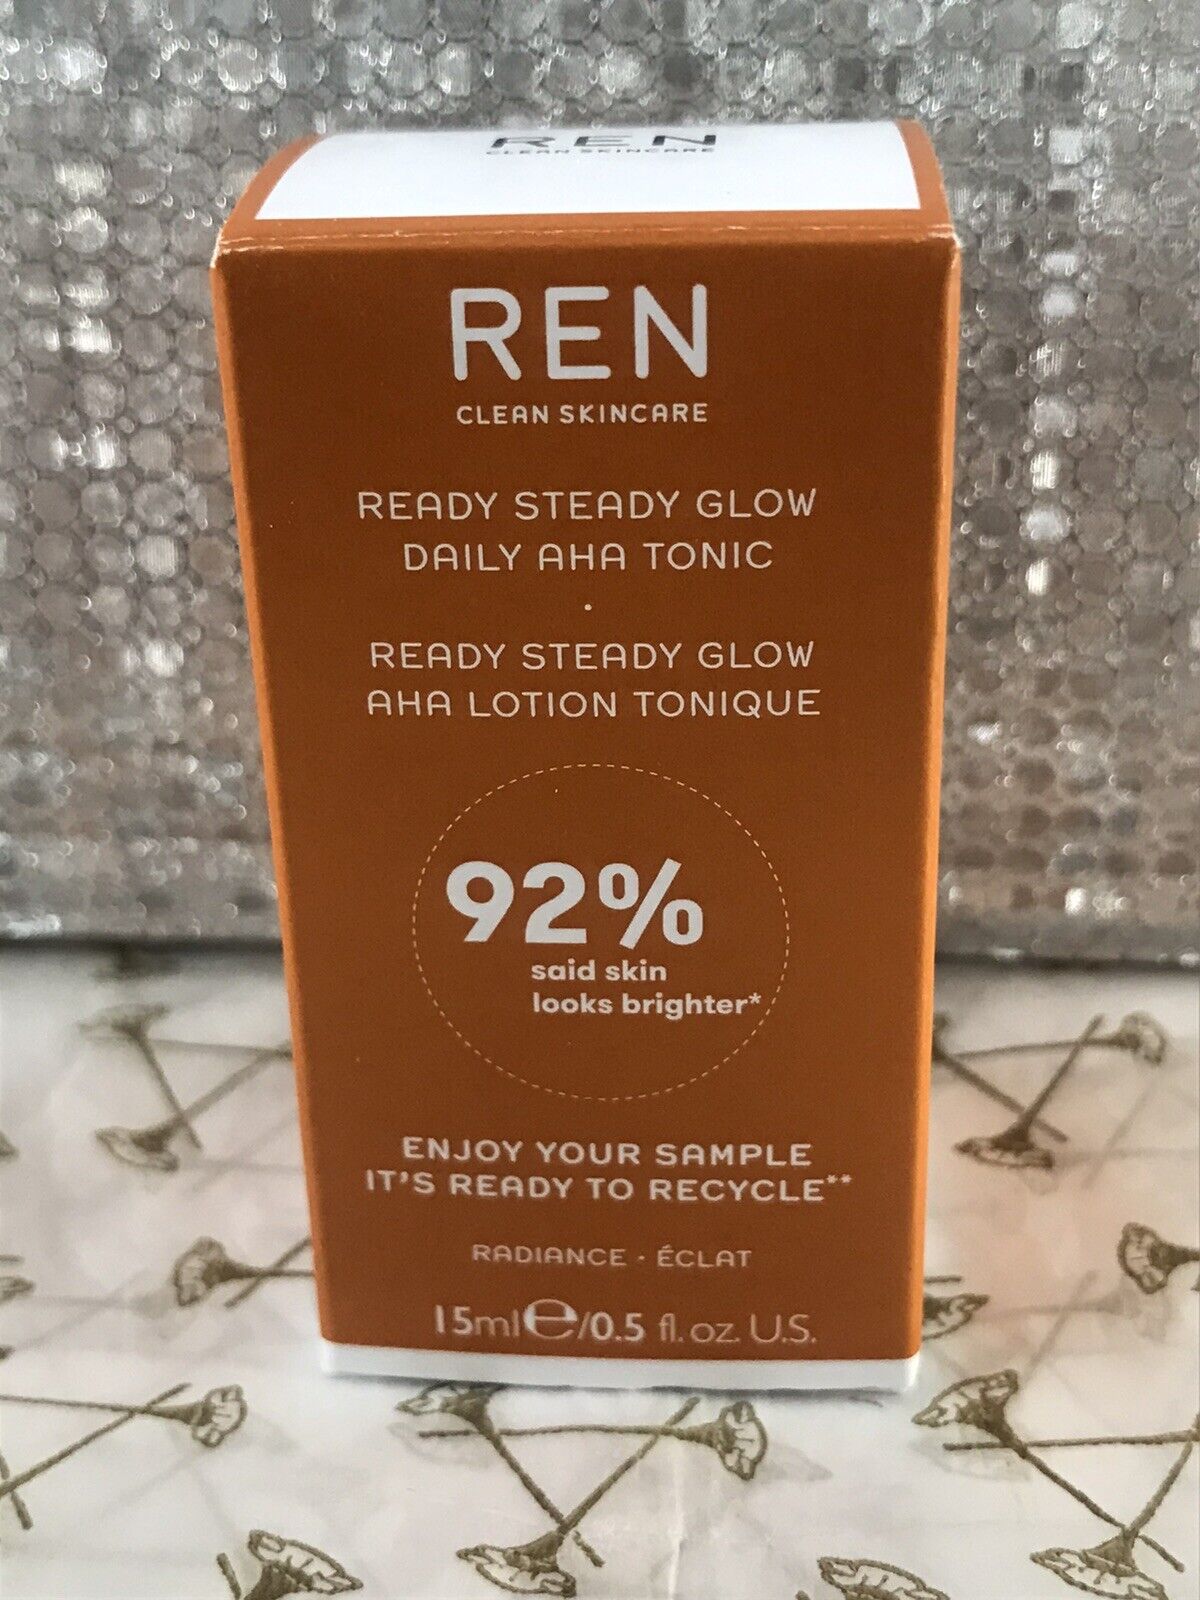 REN
CLEAN SKINCARE
REN
CLEAN SKINCARE
READY STEADY GLOW
DAILY AHA TONIC
·
READY STEADY GLOW
AHA LOTION TONIQUE
92%
said skin
looks brighter*
ENJOY YOUR SAMPLE
IT'S READY TO RECYCLE**
RADIANCE · ÉCLAT
15ml℮/0.5 fl. oz. U.S.